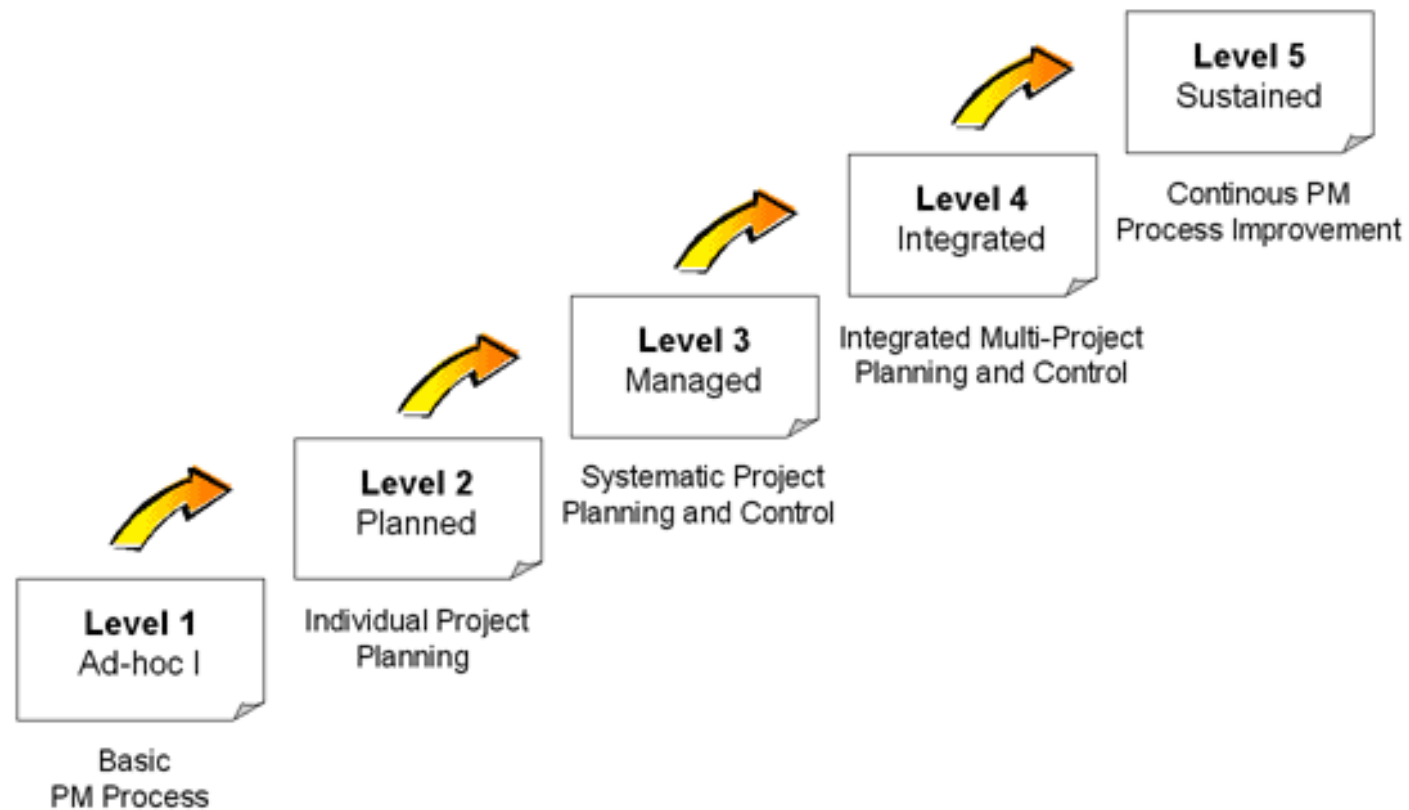 Level 5
Sustained
Continous PM
Process Improvement
Level 4
Integrated
Integrated Multi-Project
Planning and Control
Level 3
Managed
Systematic Project
Planning and Control
Level 2
Planned
Individual Project
Planning
Level 1
Ad-hoc I
Basic
PM Process